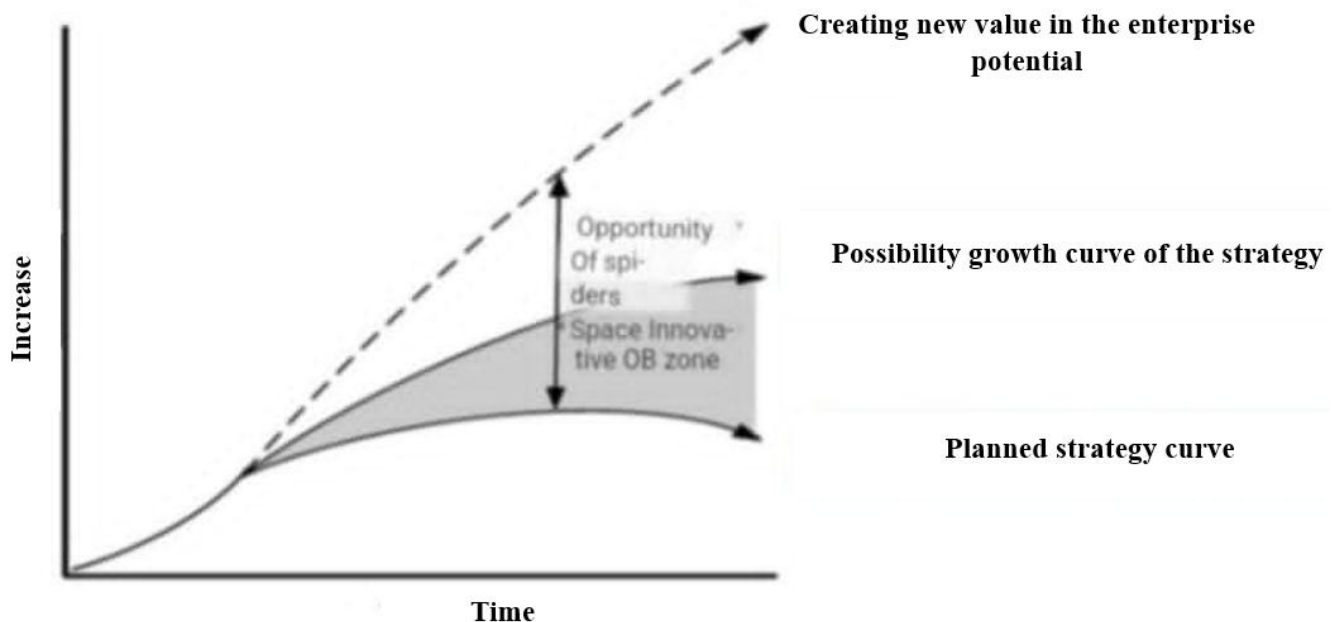 Creating new value in the enterprise
potential
Opportunity
Of spi-
ders
Space Innova-
tive OB zone
Possibility growth curve of the strategy
Planned strategy curve
Increase
Time